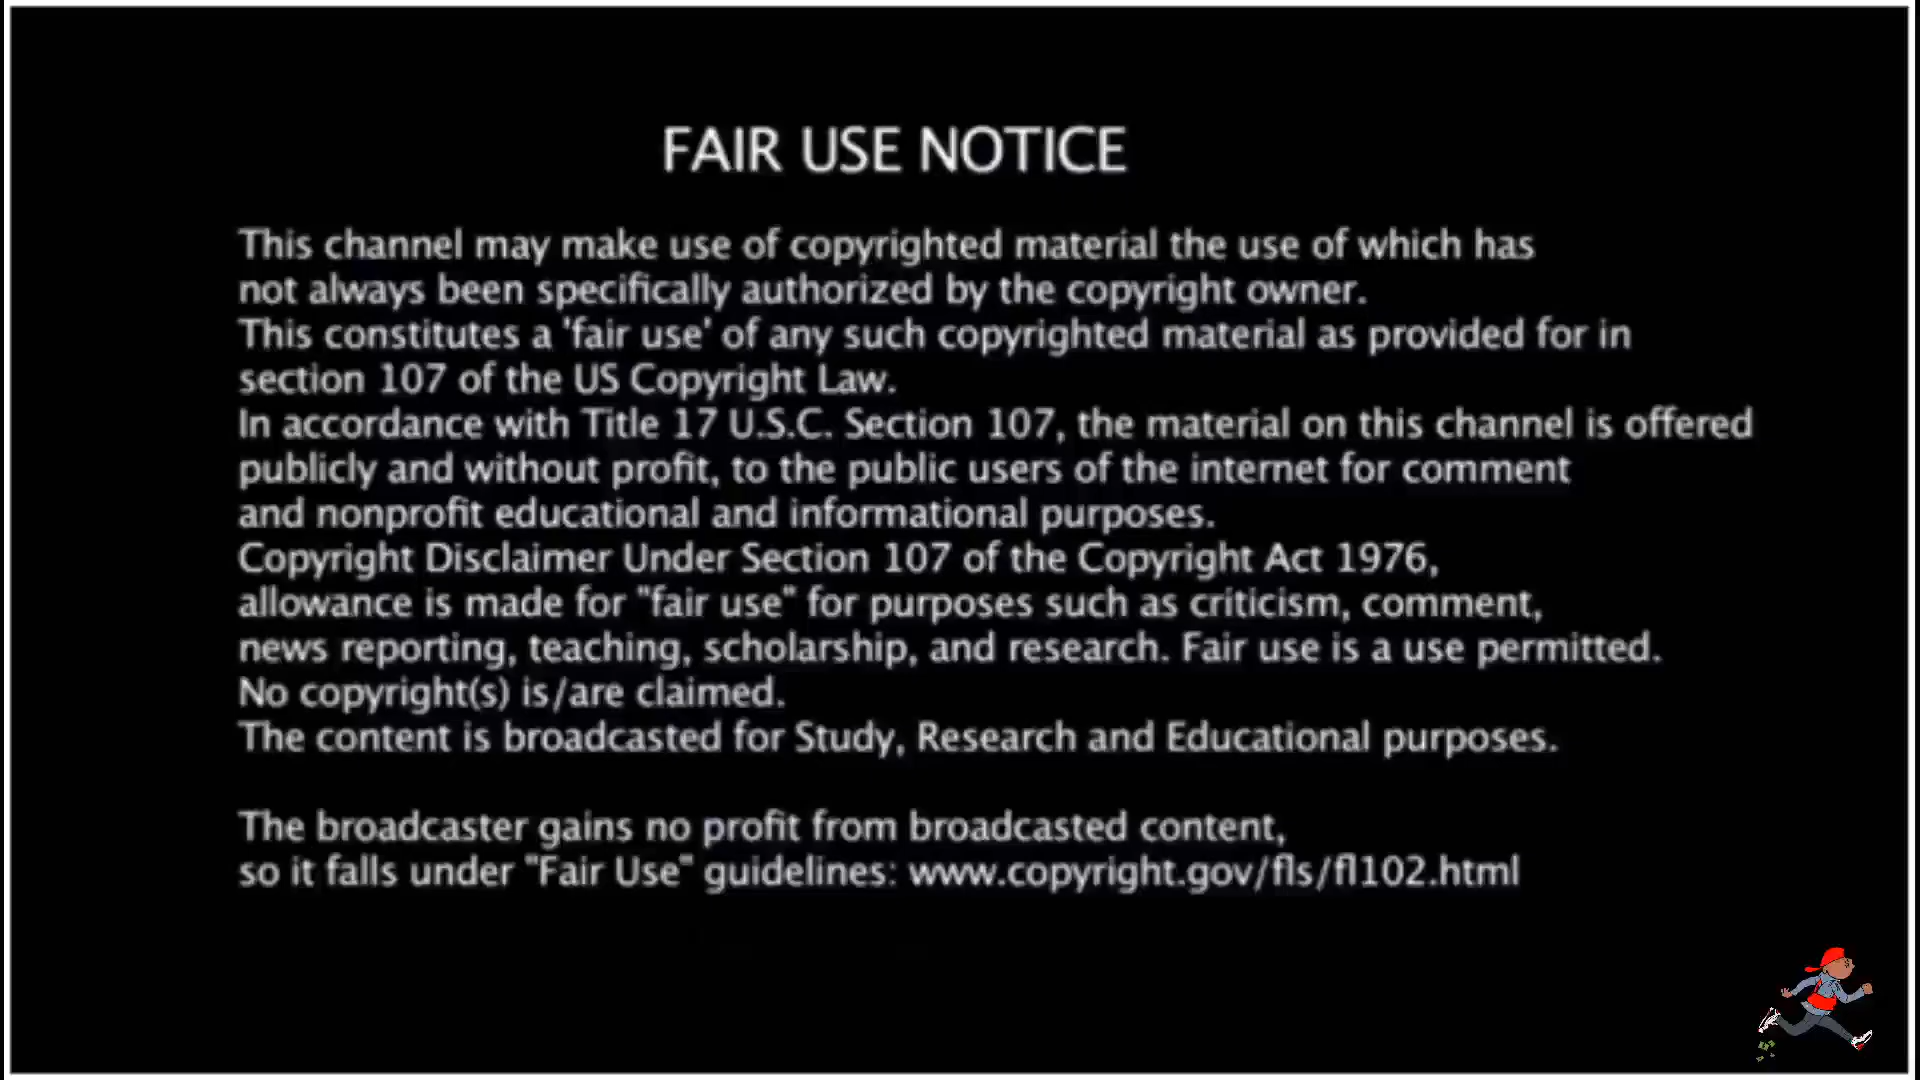 FAIR USE NOTICE
This channel may make use of copyrighted material the use of which has
not always been specifically authorized by the copyright owner.
This constitutes a 'fair use' of any such copyrighted material as provided for in
section 107 of the US Copyright Law.
In accordance with Title 17 U.S.C. Section 107, the material on this channel is offered
publicly and without profit, to the public users of the internet for comment
and nonprofit educational and informational purposes.
Copyright Disclaimer Under Section 107 of the Copyright Act 1976,
allowance is made for "fair use" for purposes such as criticism, comment,
news reporting, teaching, scholarship, and research. Fair use is a use permitted.
No copyright(s) is/are claimed.
The content is broadcasted for Study, Research and Educational purposes.
The broadcaster gains no profit from broadcasted content,
so it falls under "Fair Use" guidelines: www.copyright.gov/fls/fl102.html